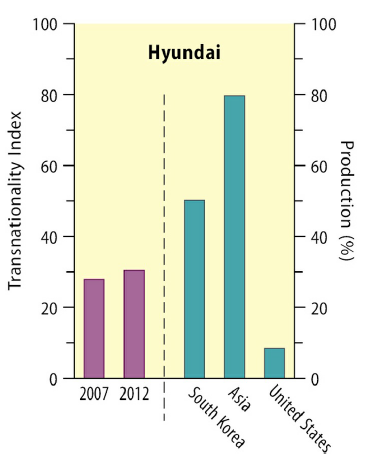 Hyundai
Transnationality Index
100
80
60
40
20
0
100
80
60
40
20
0
Production (%)
2007
2012
South Korea
Asia
United States